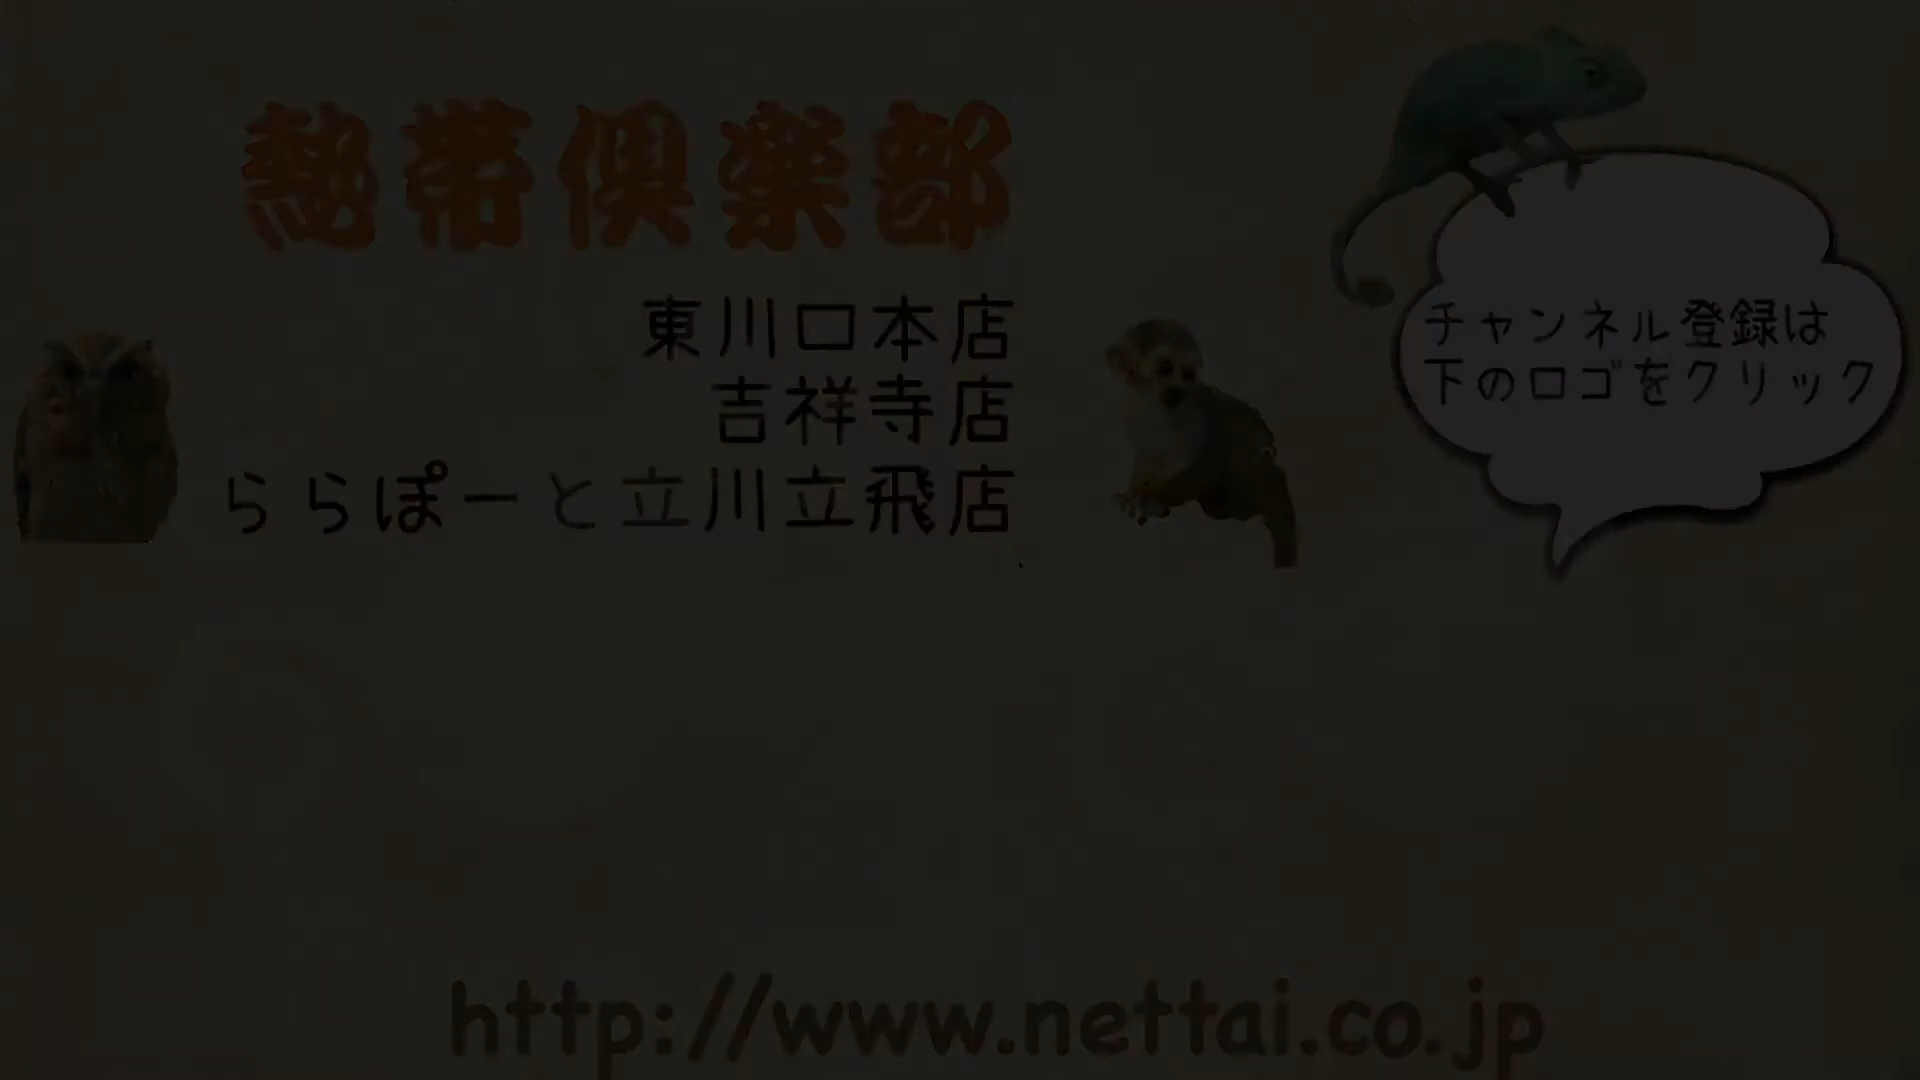 熱帯倶楽部
東川口本店
吉祥寺店
ららぽーと立川立飛店
チャンネル登録は
下のロゴをクリック
http://www.nettai.co.jp